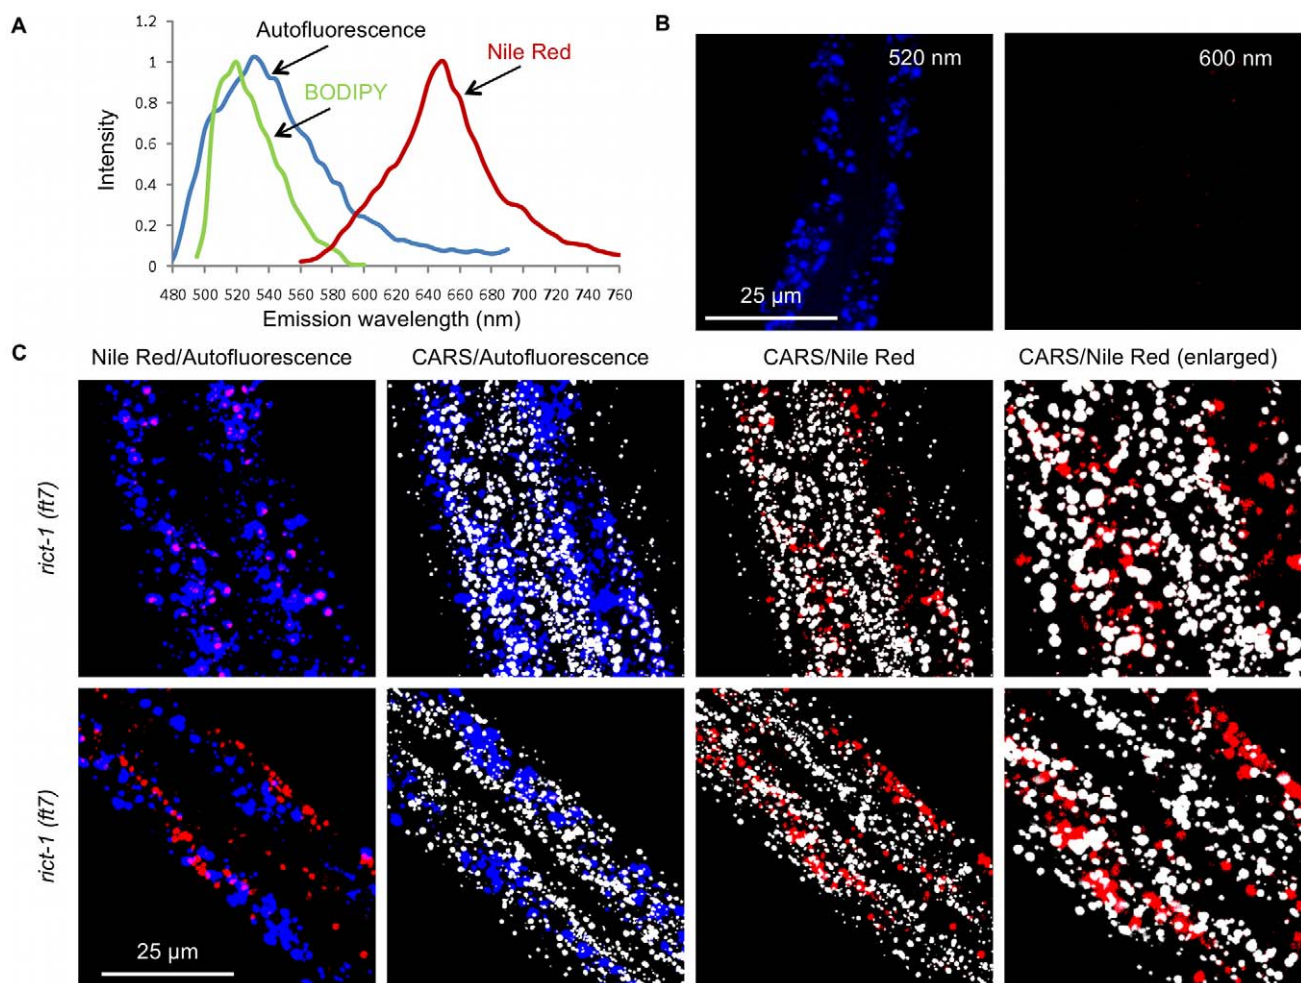 A
1.2
1
0.8
0.6
0.4
0.2
0
Intensity
Autofluorescence
BODIPY
Nile Red
480 500 520 540 560 580 600 620 640 660 680 700 720 740 760
Emission wavelength (nm)
B
520 nm
25 µm
600 nm
C
Nile Red/Autofluorescence
CARS/Autofluorescence
CARS/Nile Red
CARS/Nile Red (enlarged)
rict-1 (ft7)
rict-1 (ft7)
25 µm